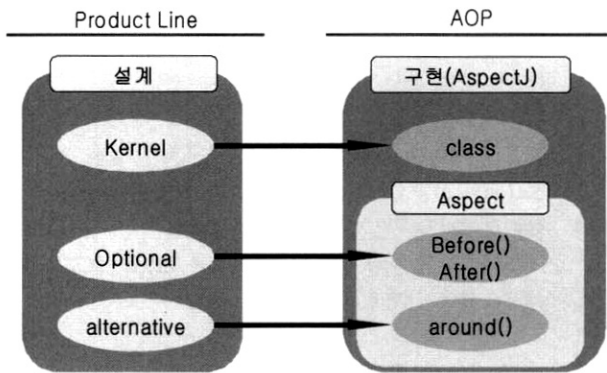 Product Line
AOP
설계
구현(AspectJ)
Kernel
class
Aspect
Optional
Before()
After()
alternative
around()